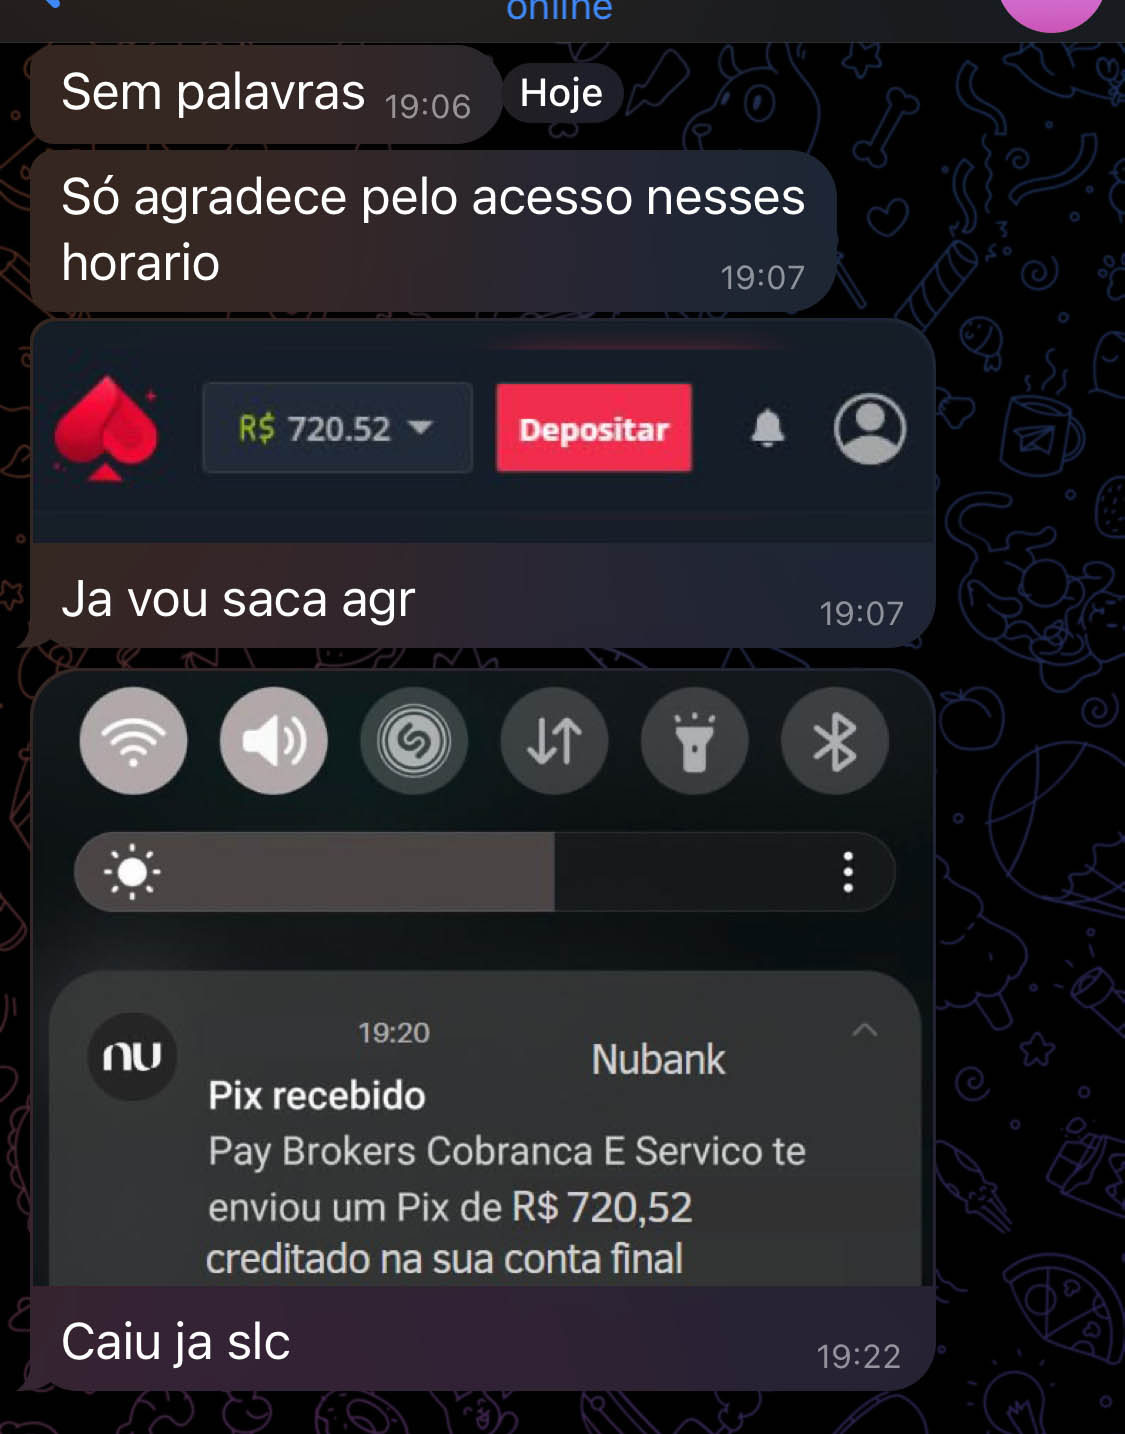 online
Sem palavras 19:06
Hoje
Só agradece pelo acesso nesses
horario 19:07
R$ 720.52
Depositar
Ja vou saca agr 19:07
nu
19:20
Nubank
Pix recebido
Pay Brokers Cobranca E Servico te
enviou um Pix de R$ 720,52
creditado na sua conta final
Caiu ja slc 19:22